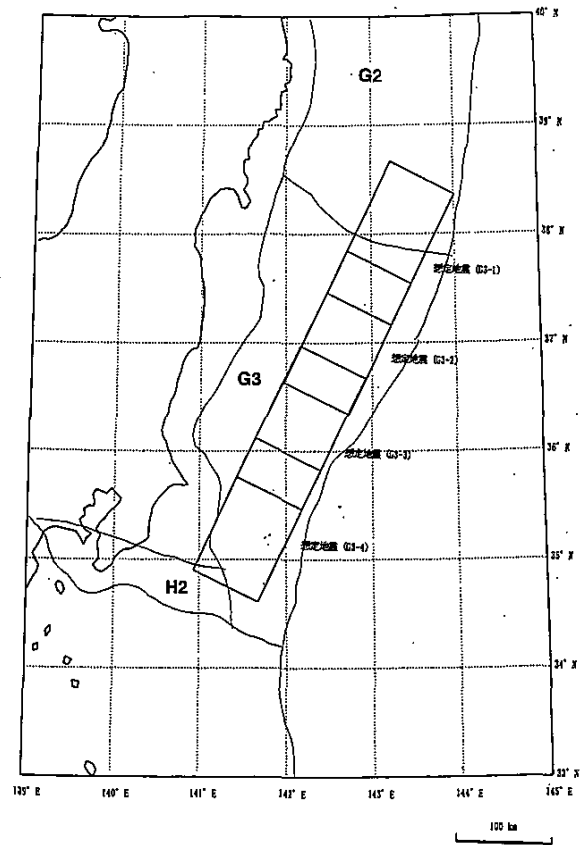 40° N
G2
39° N
38° N
想定地震 (G3-1)
37° N
想定地震 (G3-2)
G3
36° N
想定地震 (G3-3)
35° N
想定地震 (G3-4)
H2
34° N
33° N
139° E 140° E 141° E 142° E 143° E 144° E 145° E
100 km